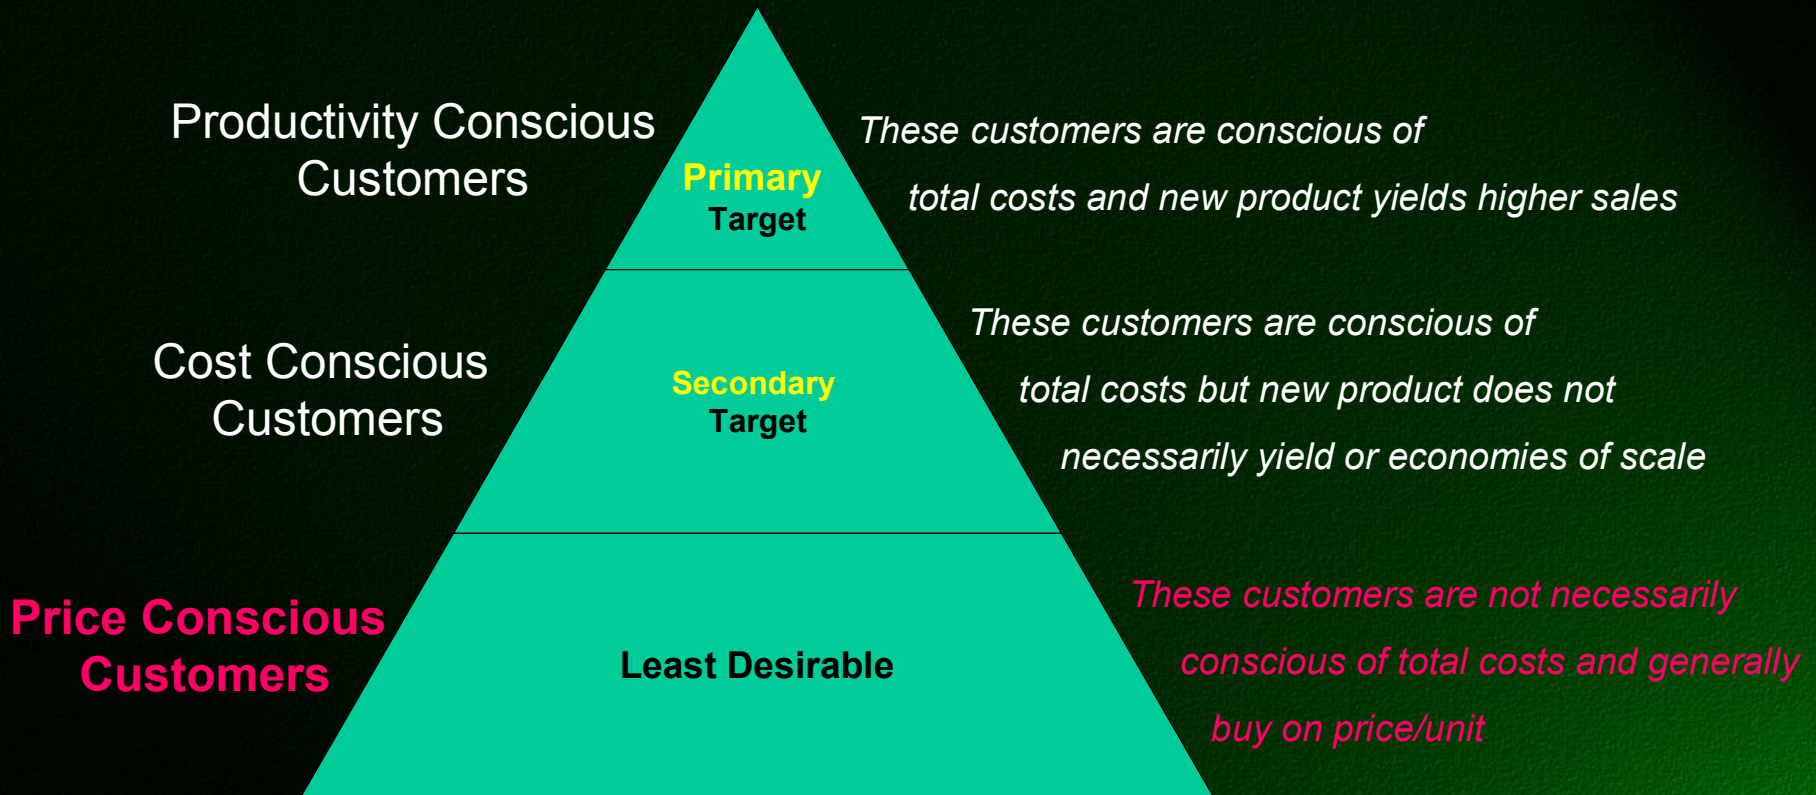 Productivity Conscious
Customers
Primary
Target
These customers are conscious of
total costs and new product yields higher sales
Cost Conscious
Customers
Secondary
Target
These customers are conscious of
total costs but new product does not
necessarily yield or economies of scale
Price Conscious
Customers
Least Desirable
These customers are not necessarily
conscious of total costs and generally
buy on price/unit